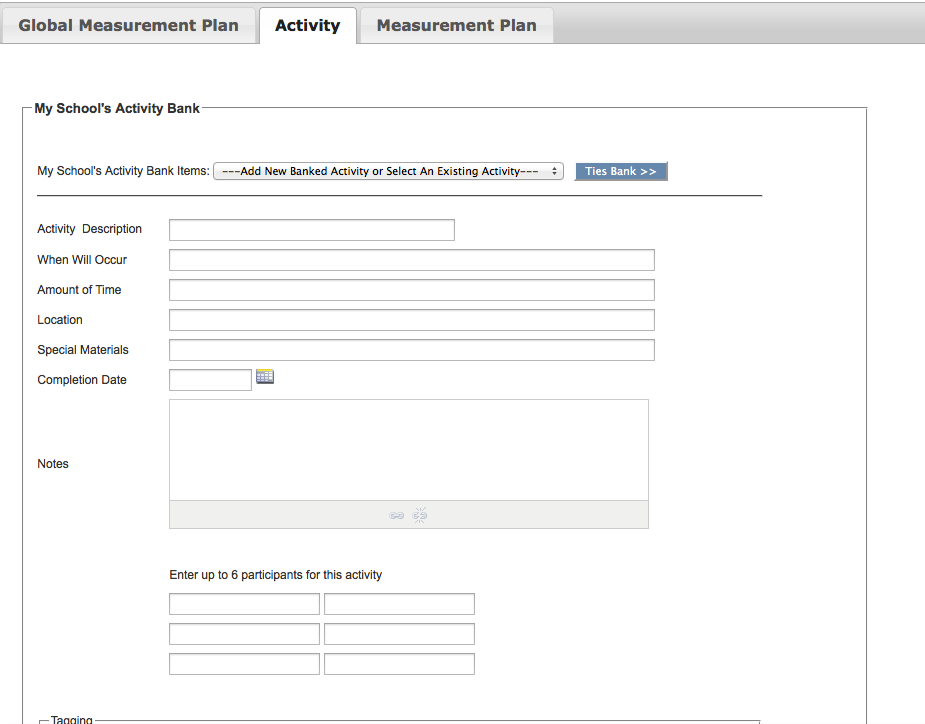 Global Measurement Plan Activity Measurement Plan
My School's Activity Bank
My School's Activity Bank Items: ---Add New Banked Activity or Select An Existing Activity--- Ties Bank >>
Activity Description
When Will Occur
Amount of Time
Location
Special Materials
Completion Date
Notes
Enter up to 6 participants for this activity
Tagging